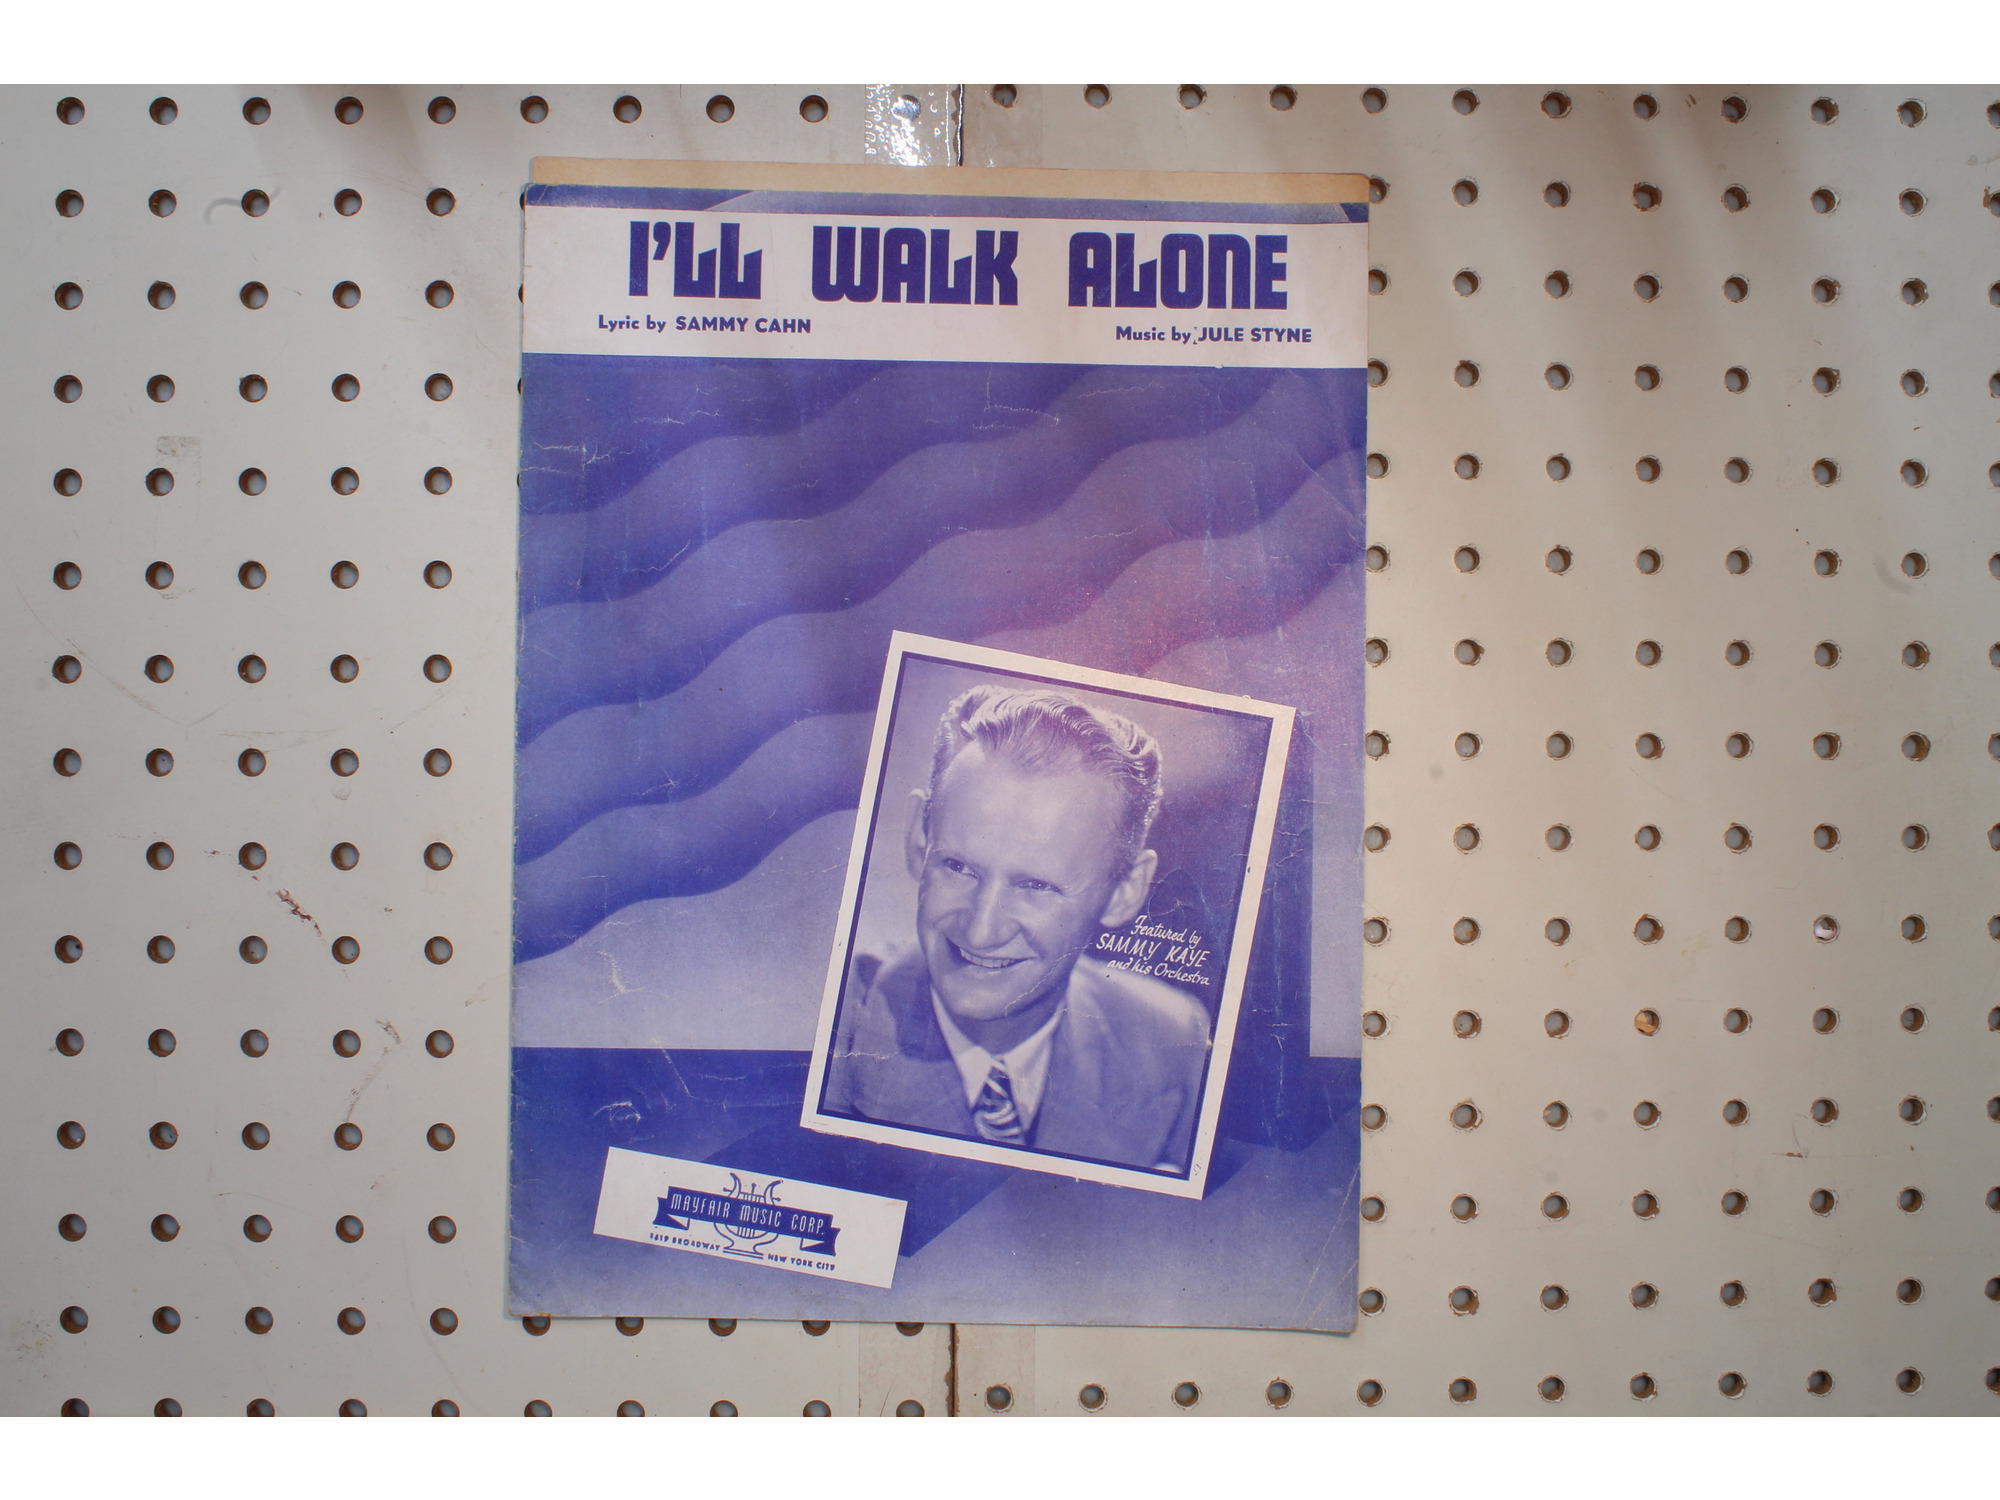 I'LL WALK ALONE
Lyric by SAMMY CAHN
Music by JULE STYNE
Featured by
SAMMY KAYE
and his Orchestra
MAYFAIR MUSIC CORP.
1619 BROADWAY NEW YORK CITY